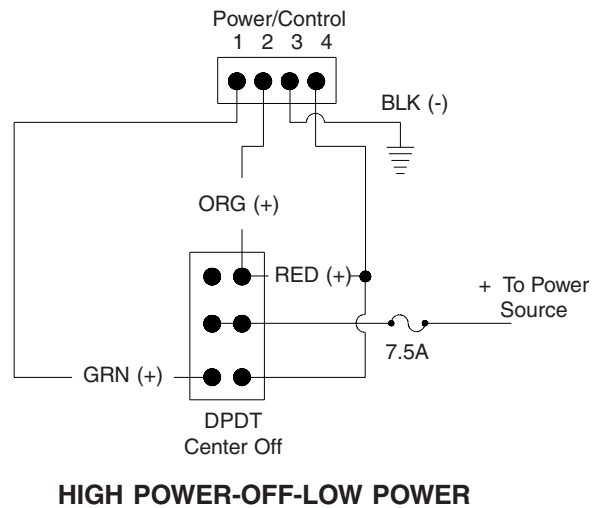 Power/Control
1 2 3 4
BLK (-)
ORG (+)
RED (+)
+ To Power
Source
7.5A
GRN (+)
DPDT
Center Off
HIGH POWER-OFF-LOW POWER